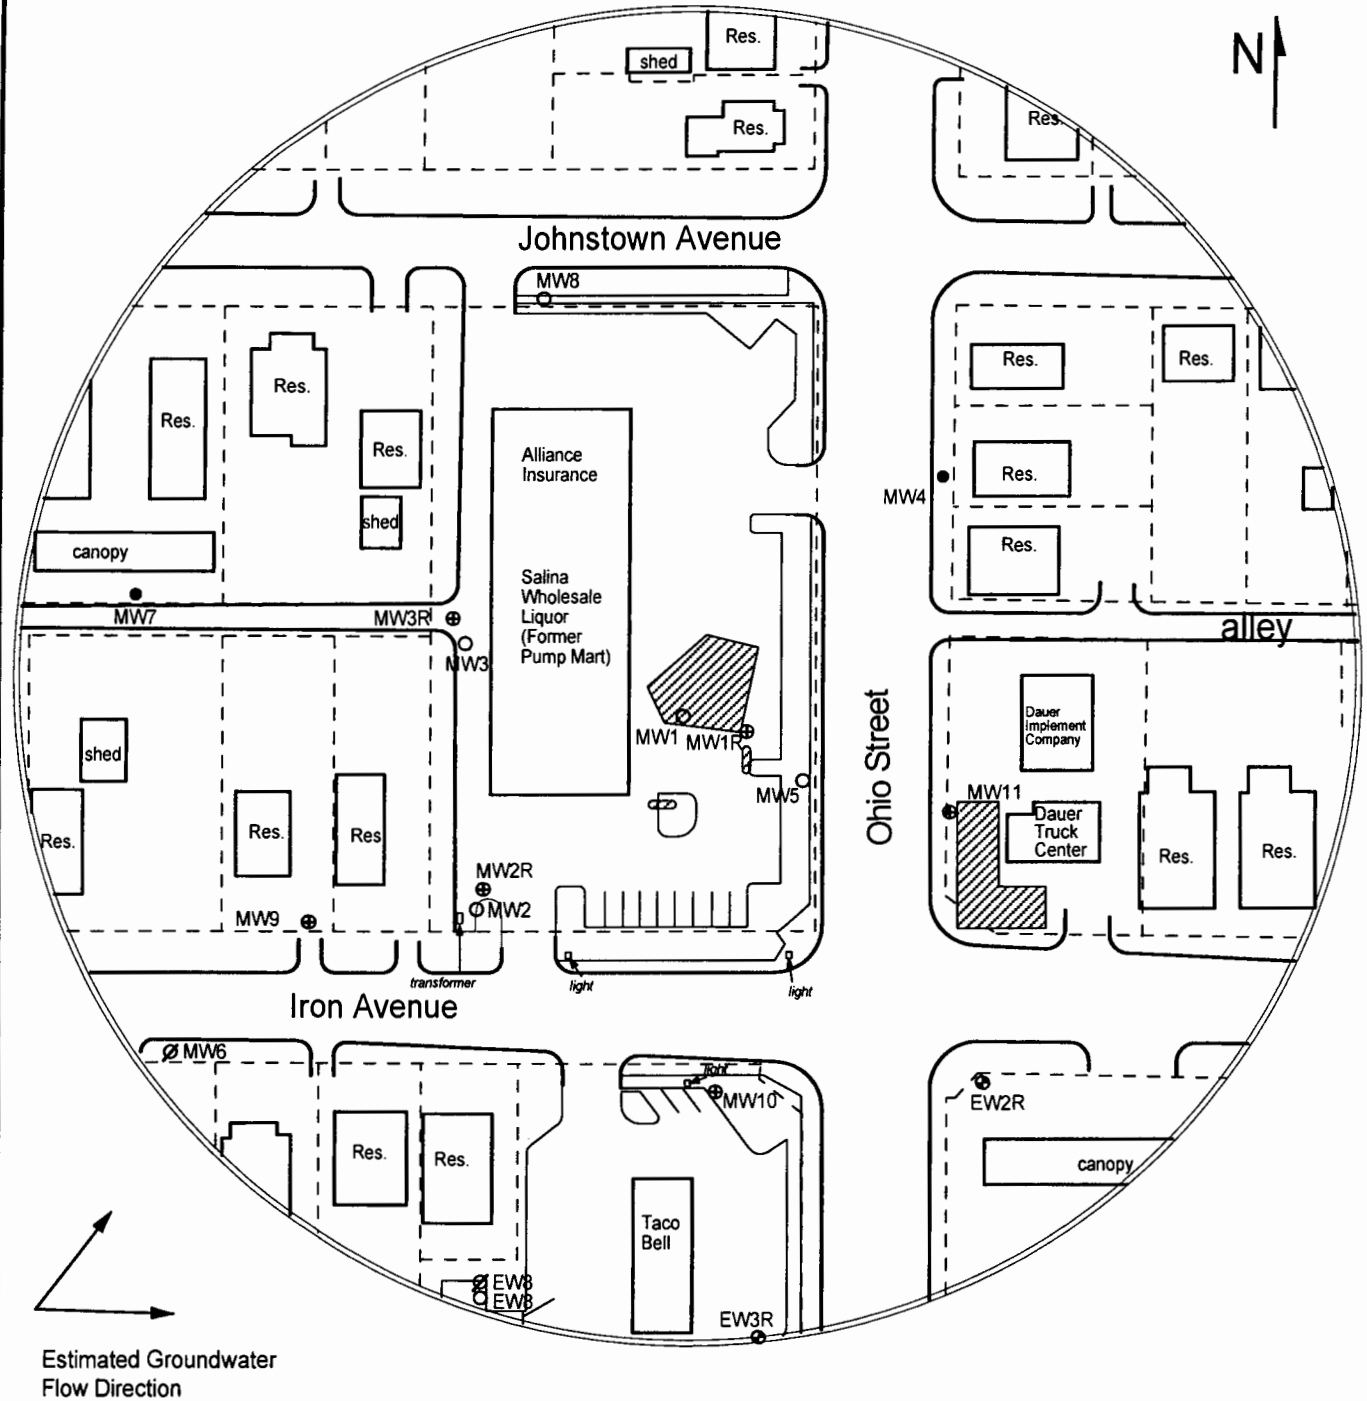 Res.
shed
N
Res.
Res.
Johnstown Avenue
MW8
Res.
Res.
Res.
Res.
Res.
Alliance
Insurance
Res.
MW4
shed
canopy
Res.
Salina
Wholesale
Liquor
(Former
Pump Mart)
MW7
MW3R
alley
MW3
Ohio Street
Dauer
Implement
Company
MW1
MW1R
shed
MW5
MW11
Dauer
Truck
Center
Res.
Res.
Res
Res.
Res.
MW2R
MW2
MW9
transformer
light
light
Iron Avenue
MW6
light
MW10
EW2R
Res.
Res.
canopy
Taco
Bell
EW8
EW8
EW3R
Estimated Groundwater
Flow Direction